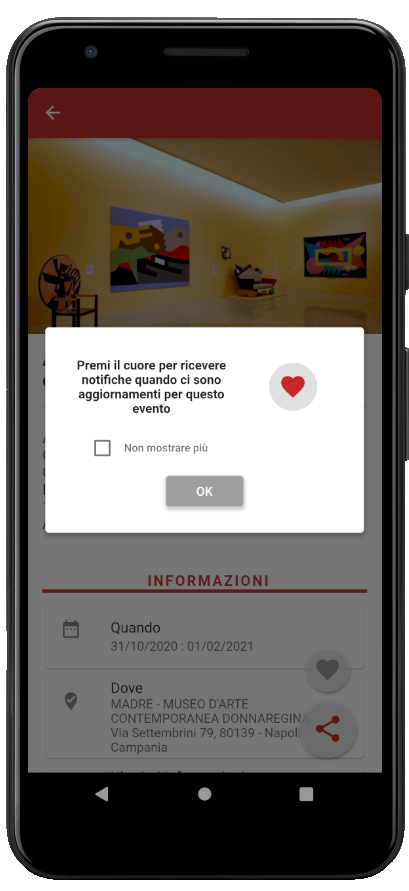 Premi il cuore per ricevere
notifiche quando ci sono
aggiornamenti per questo
evento
Non mostrare più
OK
INFORMAZIONI
Quando
31/10/2020 : 01/02/2021
Dove
MADRE - MUSEO D'ARTE
CONTEMPORANEA DONNAREGINA
Via Settembrini 79, 80139 - Napoli -
Campania